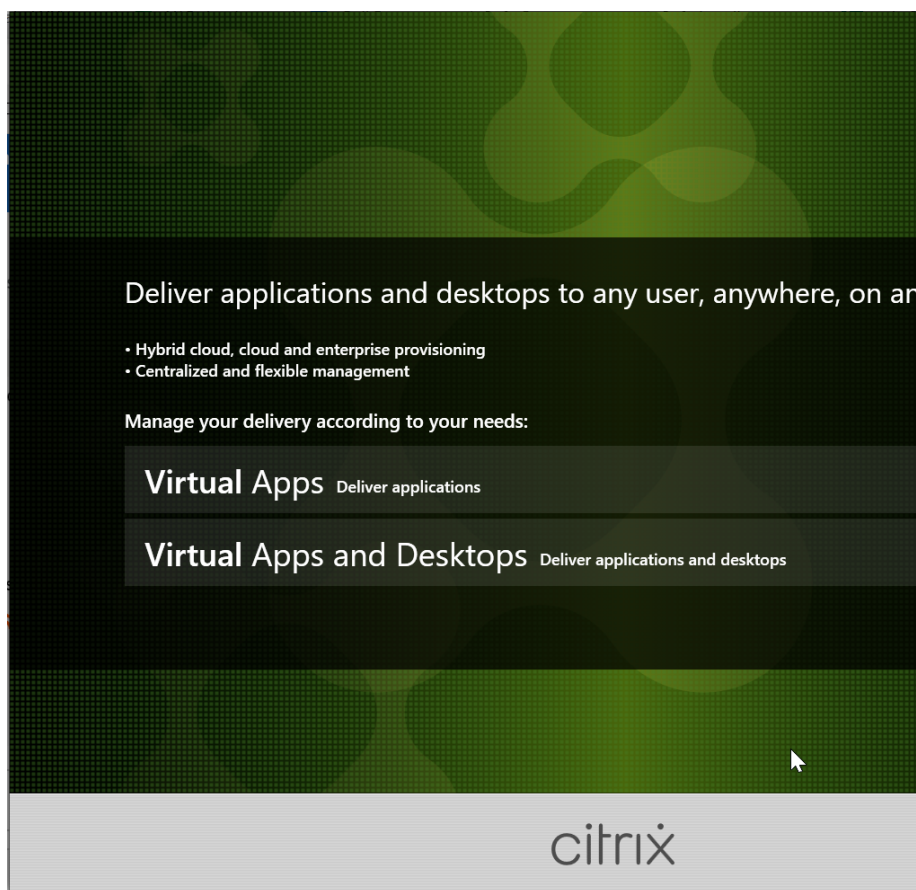 Deliver applications and desktops to any user, anywhere, on an
• Hybrid cloud, cloud and enterprise provisioning
• Centralized and flexible management
Manage your delivery according to your needs:
Virtual Apps Deliver applications
Virtual Apps and Desktops Deliver applications and desktops
citrix